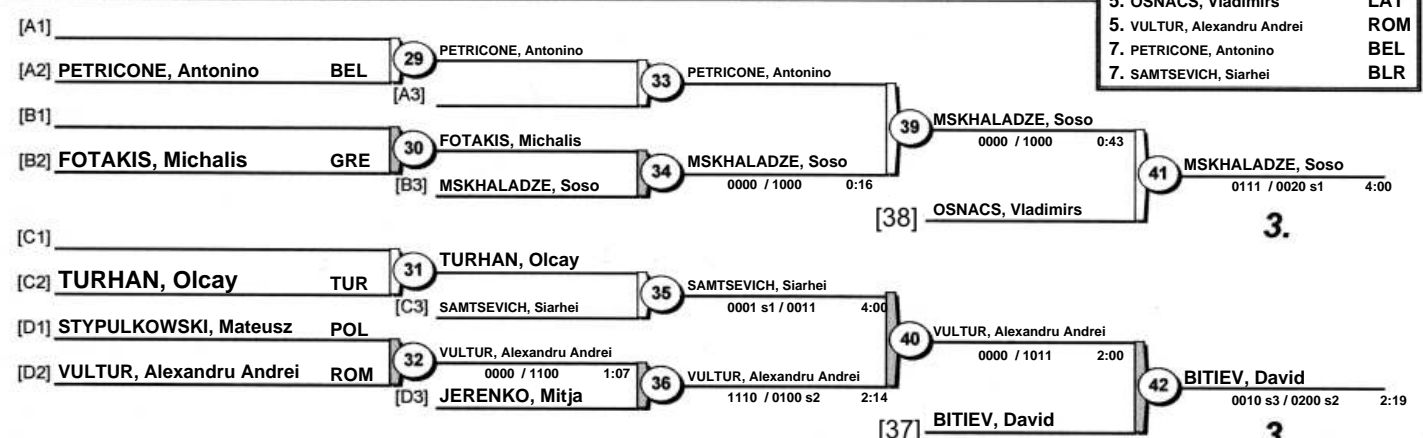 5. OSNACS, Vladimirs LAT
5. VULTUR, Alexandru Andrei ROM
7. PETRICONE, Antonino BEL
7. SAMTSEVICH, Siarhei BLR
[A1]
[A2] PETRICONE, Antonino BEL
29
PETRICONE, Antonino
[A3]
33
PETRICONE, Antonino
[B1]
[B2] FOTAKIS, Michalis GRE
30
FOTAKIS, Michalis
[B3] MSKHALADZE, Soso
34
MSKHALADZE, Soso
0000 / 1000 0:16
39
MSKHALADZE, Soso
0000 / 1000 0:43
[38] OSNACS, Vladimirs
41
MSKHALADZE, Soso
0111 / 0020 s1 4:00
3.
[C1]
[C2] TURHAN, Olcay TUR
31
TURHAN, Olcay
[C3] SAMTSEVICH, Siarhei
35
SAMTSEVICH, Siarhei
0001 s1 / 0011 4:00
[D1] STYPULKOWSKI, Mateusz POL
[D2] VULTUR, Alexandru Andrei ROM
32
VULTUR, Alexandru Andrei
0000 / 1100 1:07
[D3] JERENKO, Mitja
36
VULTUR, Alexandru Andrei
1110 / 0100 s2 2:14
40
VULTUR, Alexandru Andrei
0000 / 1011 2:00
[37] BITIEV, David
42
BITIEV, David
0010 s3 / 0200 s2 2:19
3.